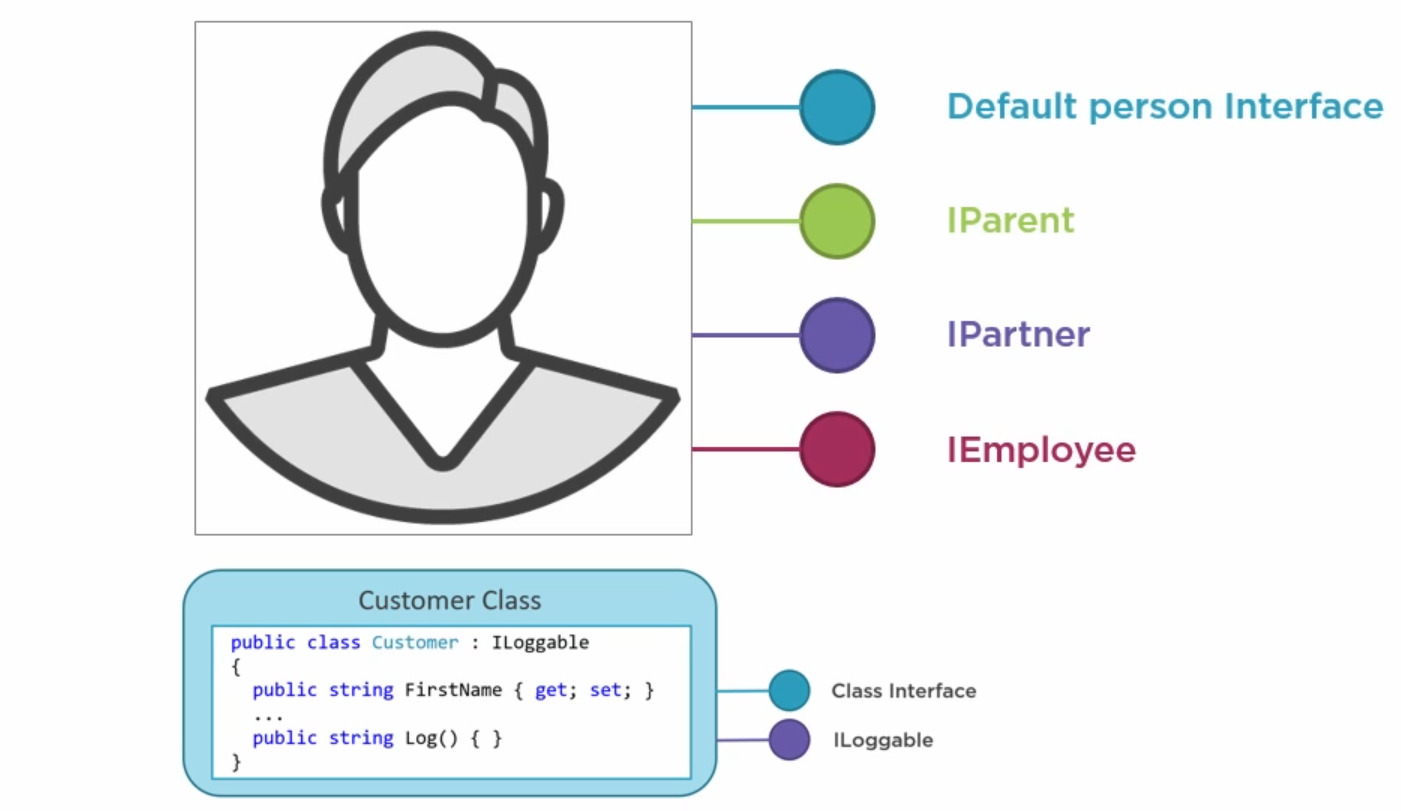 Default person Interface
IParent
IPartner
IEmployee
Customer Class
public class Customer : ILoggable
{
public string FirstName { get; set; }
...
public string Log() { }
}
Class Interface
ILoggable